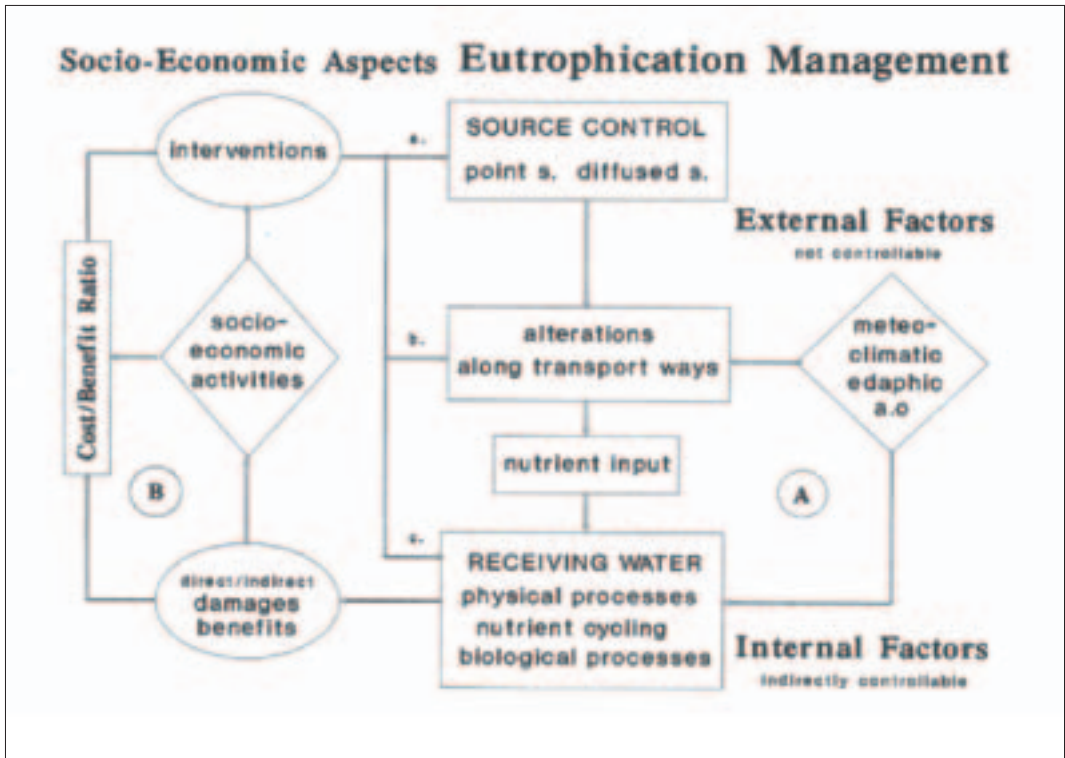 Socio-Economic Aspects Eutrophication Management
interventions
a.
SOURCE CONTROL
point s. diffused s.
External Factors
not controllable
Cost/Benefit Ratio
socio-
economic
activities
b.
alterations
along transport ways
meteo-
climatic
edaphic
a.o
nutrient input
B
A
c.
RECEIVING WATER
physical processes
nutrient cycling
biological processes
direct/indirect
damages
benefits
Internal Factors
indirectly controllable